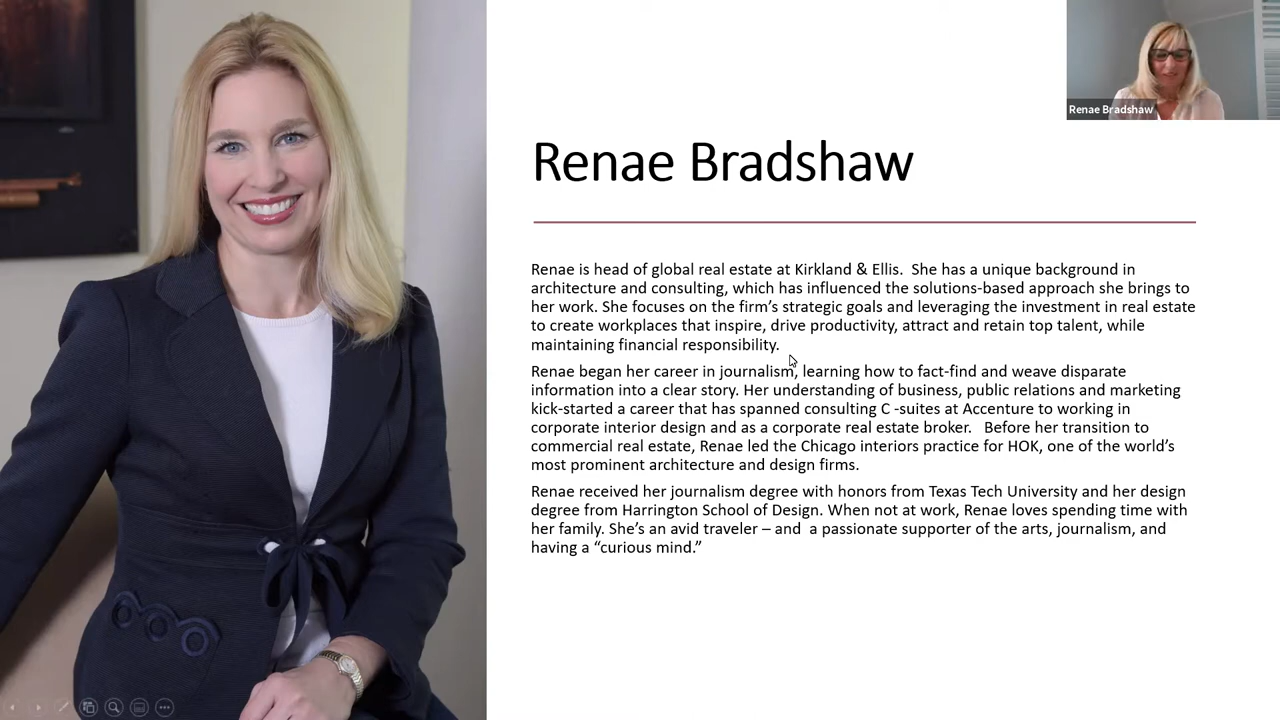 Renae Bradshaw
Renae Bradshaw
Renae is head of global real estate at Kirkland & Ellis.  She has a unique background in
architecture and consulting, which has influenced the solutions-based approach she brings to
her work. She focuses on the firm’s strategic goals and leveraging the investment in real estate
to create workplaces that inspire, drive productivity, attract and retain top talent, while
maintaining financial responsibility.
Renae began her career in journalism, learning how to fact-find and weave disparate
information into a clear story. Her understanding of business, public relations and marketing
kick-started a career that has spanned consulting C -suites at Accenture to working in
corporate interior design and as a corporate real estate broker.   Before her transition to
commercial real estate, Renae led the Chicago interiors practice for HOK, one of the world’s
most prominent architecture and design firms.
Renae received her journalism degree with honors from Texas Tech University and her design
degree from Harrington School of Design. When not at work, Renae loves spending time with
her family. She’s an avid traveler – and  a passionate supporter of the arts, journalism, and
having a “curious mind.”